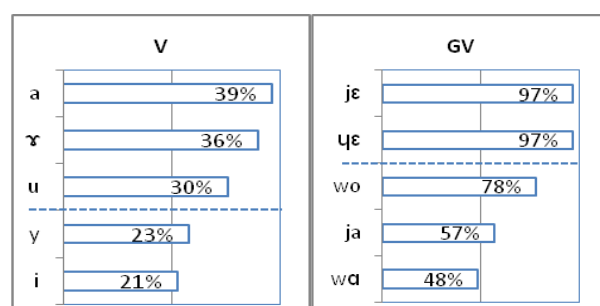 V
a 39%
ɤ 36%
u 30%
y 23%
i 21%
GV
jɛ 97%
ɥɛ 97%
wo 78%
ja 57%
wɑ 48%